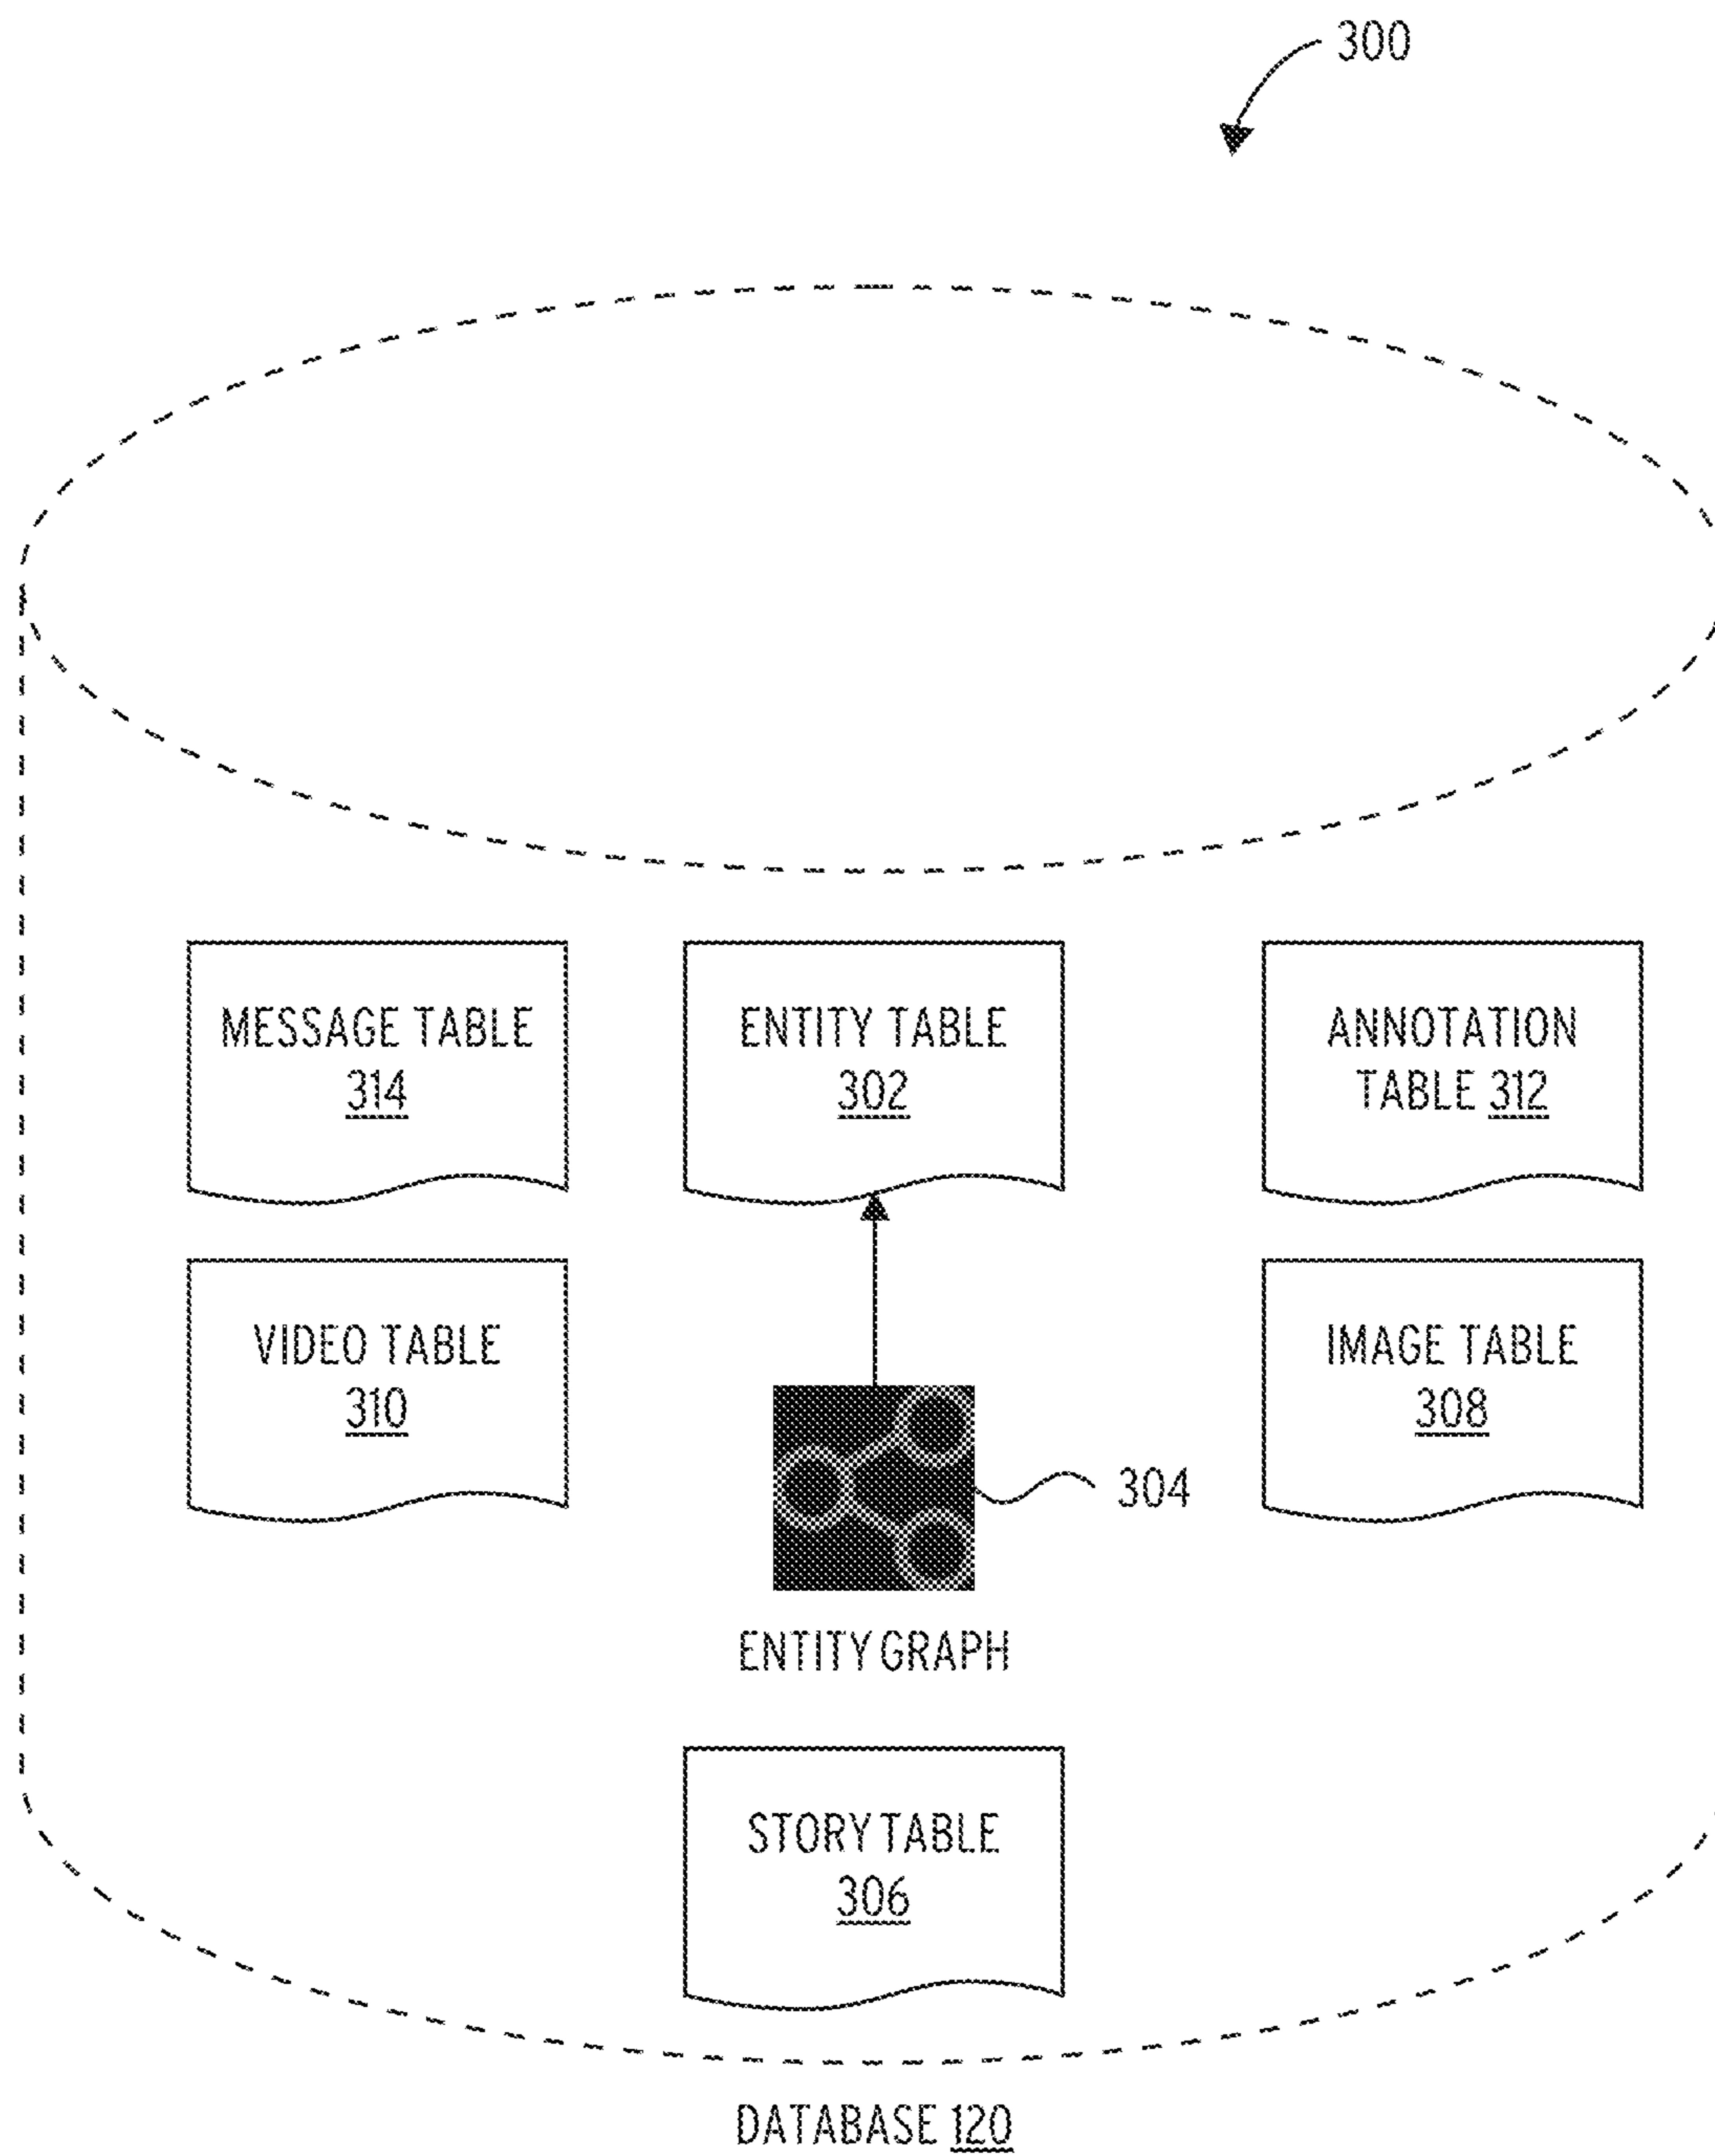 300
MESSAGE TABLE
314
ENTITY TABLE
302
ANNOTATION
TABLE 312
VIDEO TABLE
310
IMAGE TABLE
308
304
ENTITY GRAPH
STORY TABLE
306
DATABASE 120